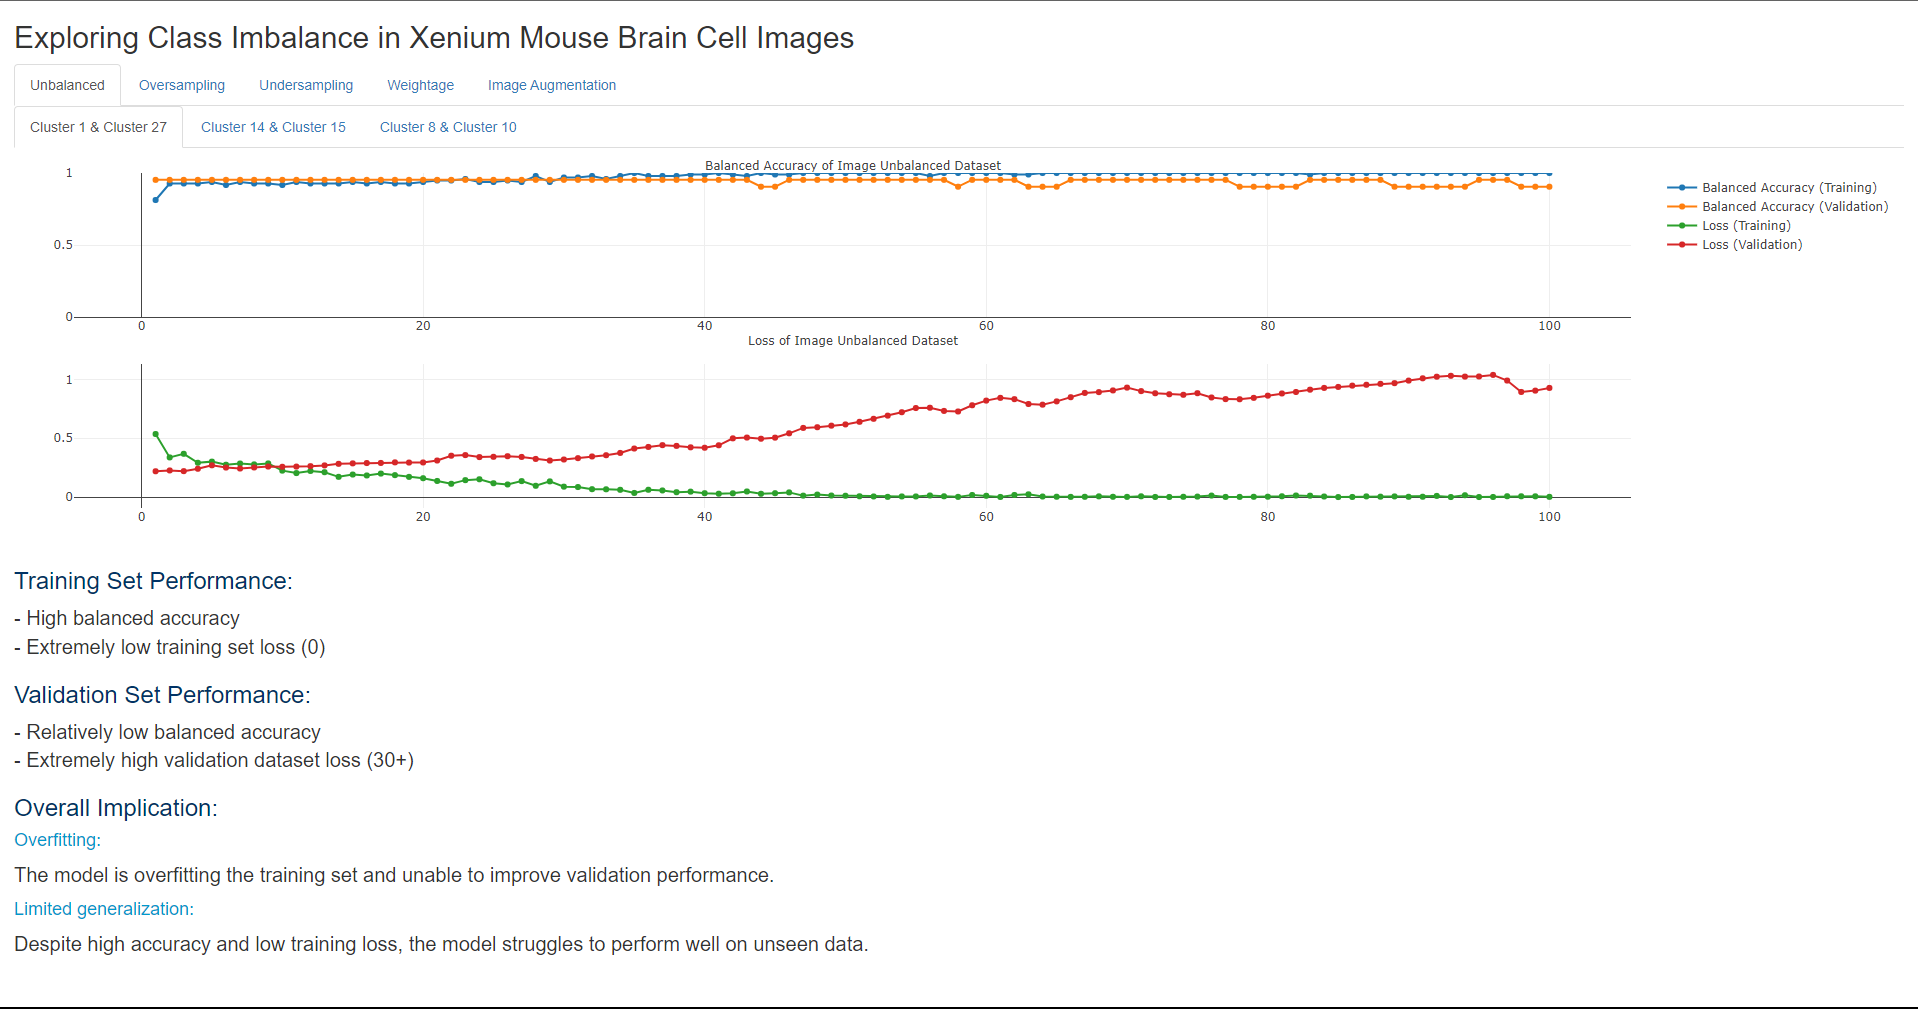 Exploring Class Imbalance in Xenium Mouse Brain Cell Images
Unbalanced Oversampling Undersampling Weightage Image Augmentation
Cluster 1 & Cluster 27 Cluster 14 & Cluster 15 Cluster 8 & Cluster 10
Balanced Accuracy of Image Unbalanced Dataset
1
0.5
0
0 20 40 60 80 100
Balanced Accuracy (Training)
Balanced Accuracy (Validation)
Loss (Training)
Loss (Validation)
Loss of Image Unbalanced Dataset
1
0.5
0
0 20 40 60 80 100
Training Set Performance:
- High balanced accuracy
- Extremely low training set loss (0)
Validation Set Performance:
- Relatively low balanced accuracy
- Extremely high validation dataset loss (30+)
Overall Implication:
Overfitting:
The model is overfitting the training set and unable to improve validation performance.
Limited generalization:
Despite high accuracy and low training loss, the model struggles to perform well on unseen data.